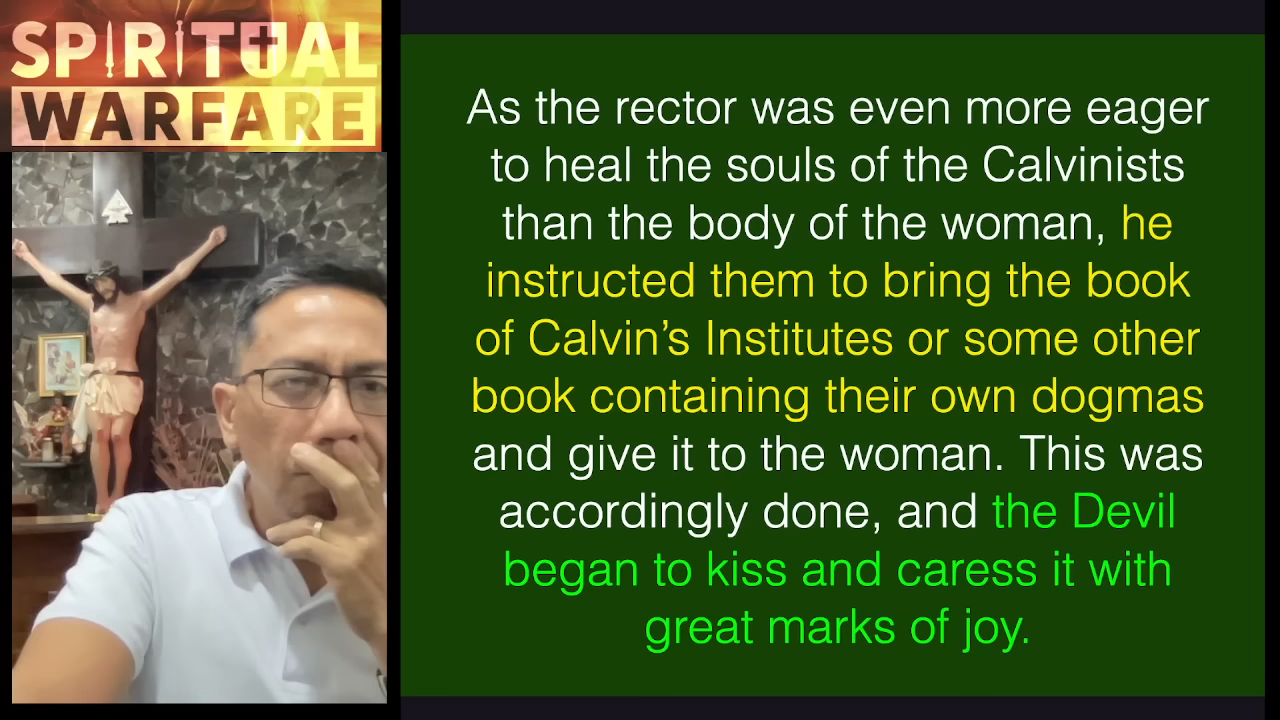 SPIRITUAL
WARFARE
As the rector was even more eager
to heal the souls of the Calvinists
than the body of the woman, he
instructed them to bring the book
of Calvin’s Institutes or some other
book containing their own dogmas
and give it to the woman. This was
accordingly done, and the Devil
began to kiss and caress it with
great marks of joy.